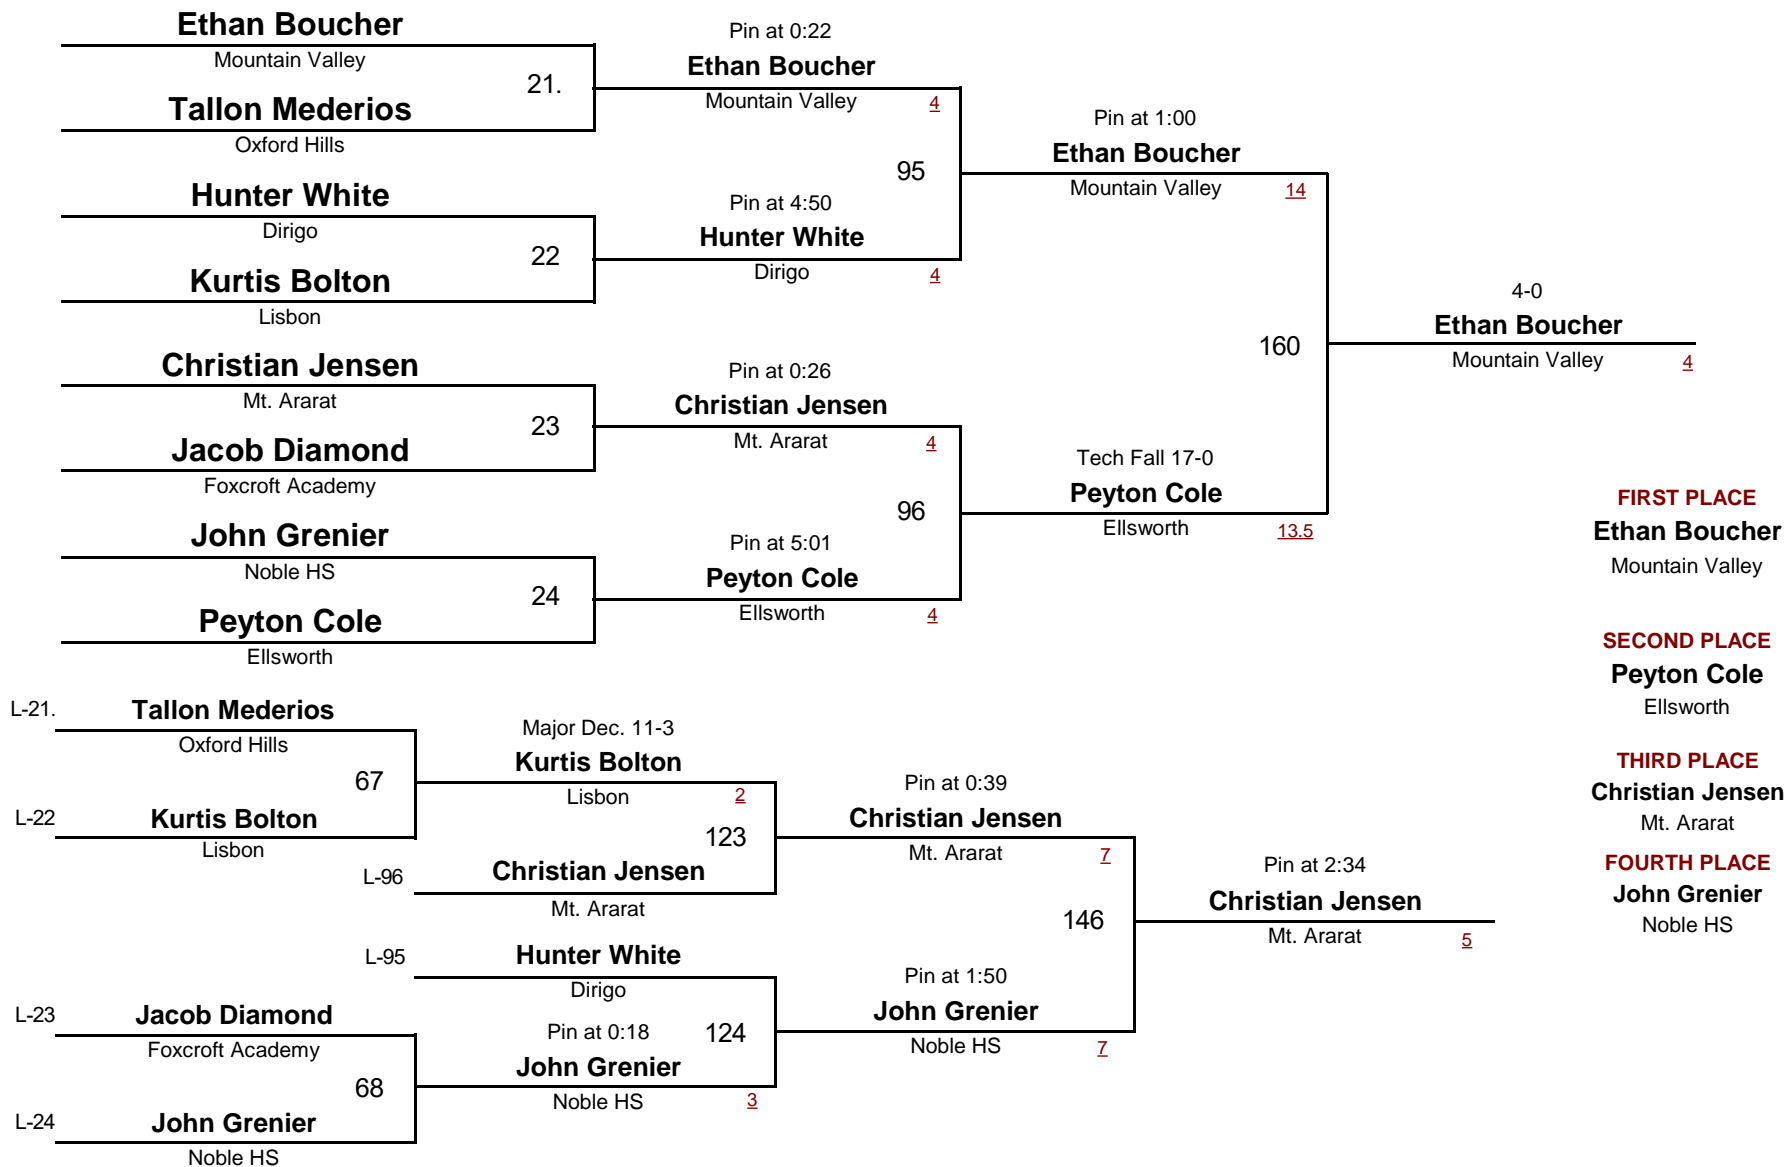 Ethan Boucher
Mountain Valley
21.
Tallon Mederios
Oxford Hills
Hunter White
Dirigo
22
Kurtis Bolton
Lisbon
Christian Jensen
Mt. Ararat
23
Jacob Diamond
Foxcroft Academy
John Grenier
Noble HS
24
Peyton Cole
Ellsworth
Pin at 0:22
Ethan Boucher
Mountain Valley 4
95
Pin at 4:50
Hunter White
Dirigo 4
Pin at 0:26
Christian Jensen
Mt. Ararat 4
96
Pin at 5:01
Peyton Cole
Ellsworth 4
Pin at 1:00
Ethan Boucher
Mountain Valley 14
160
Tech Fall 17-0
Peyton Cole
Ellsworth 13.5
4-0
Ethan Boucher
Mountain Valley 4
FIRST PLACE
Ethan Boucher
Mountain Valley
SECOND PLACE
Peyton Cole
Ellsworth
THIRD PLACE
Christian Jensen
Mt. Ararat
FOURTH PLACE
John Grenier
Noble HS
L-21. Tallon Mederios
Oxford Hills
67
L-22 Kurtis Bolton
Lisbon
Major Dec. 11-3
Kurtis Bolton
Lisbon 2
123
L-96 Christian Jensen
Mt. Ararat
L-95 Hunter White
Dirigo
124
L-23 Jacob Diamond
Foxcroft Academy
68
L-24 John Grenier
Noble HS
Pin at 0:18
John Grenier
Noble HS 3
Pin at 0:39
Christian Jensen
Mt. Ararat 7
146
Pin at 1:50
John Grenier
Noble HS 7
Pin at 2:34
Christian Jensen
Mt. Ararat 5